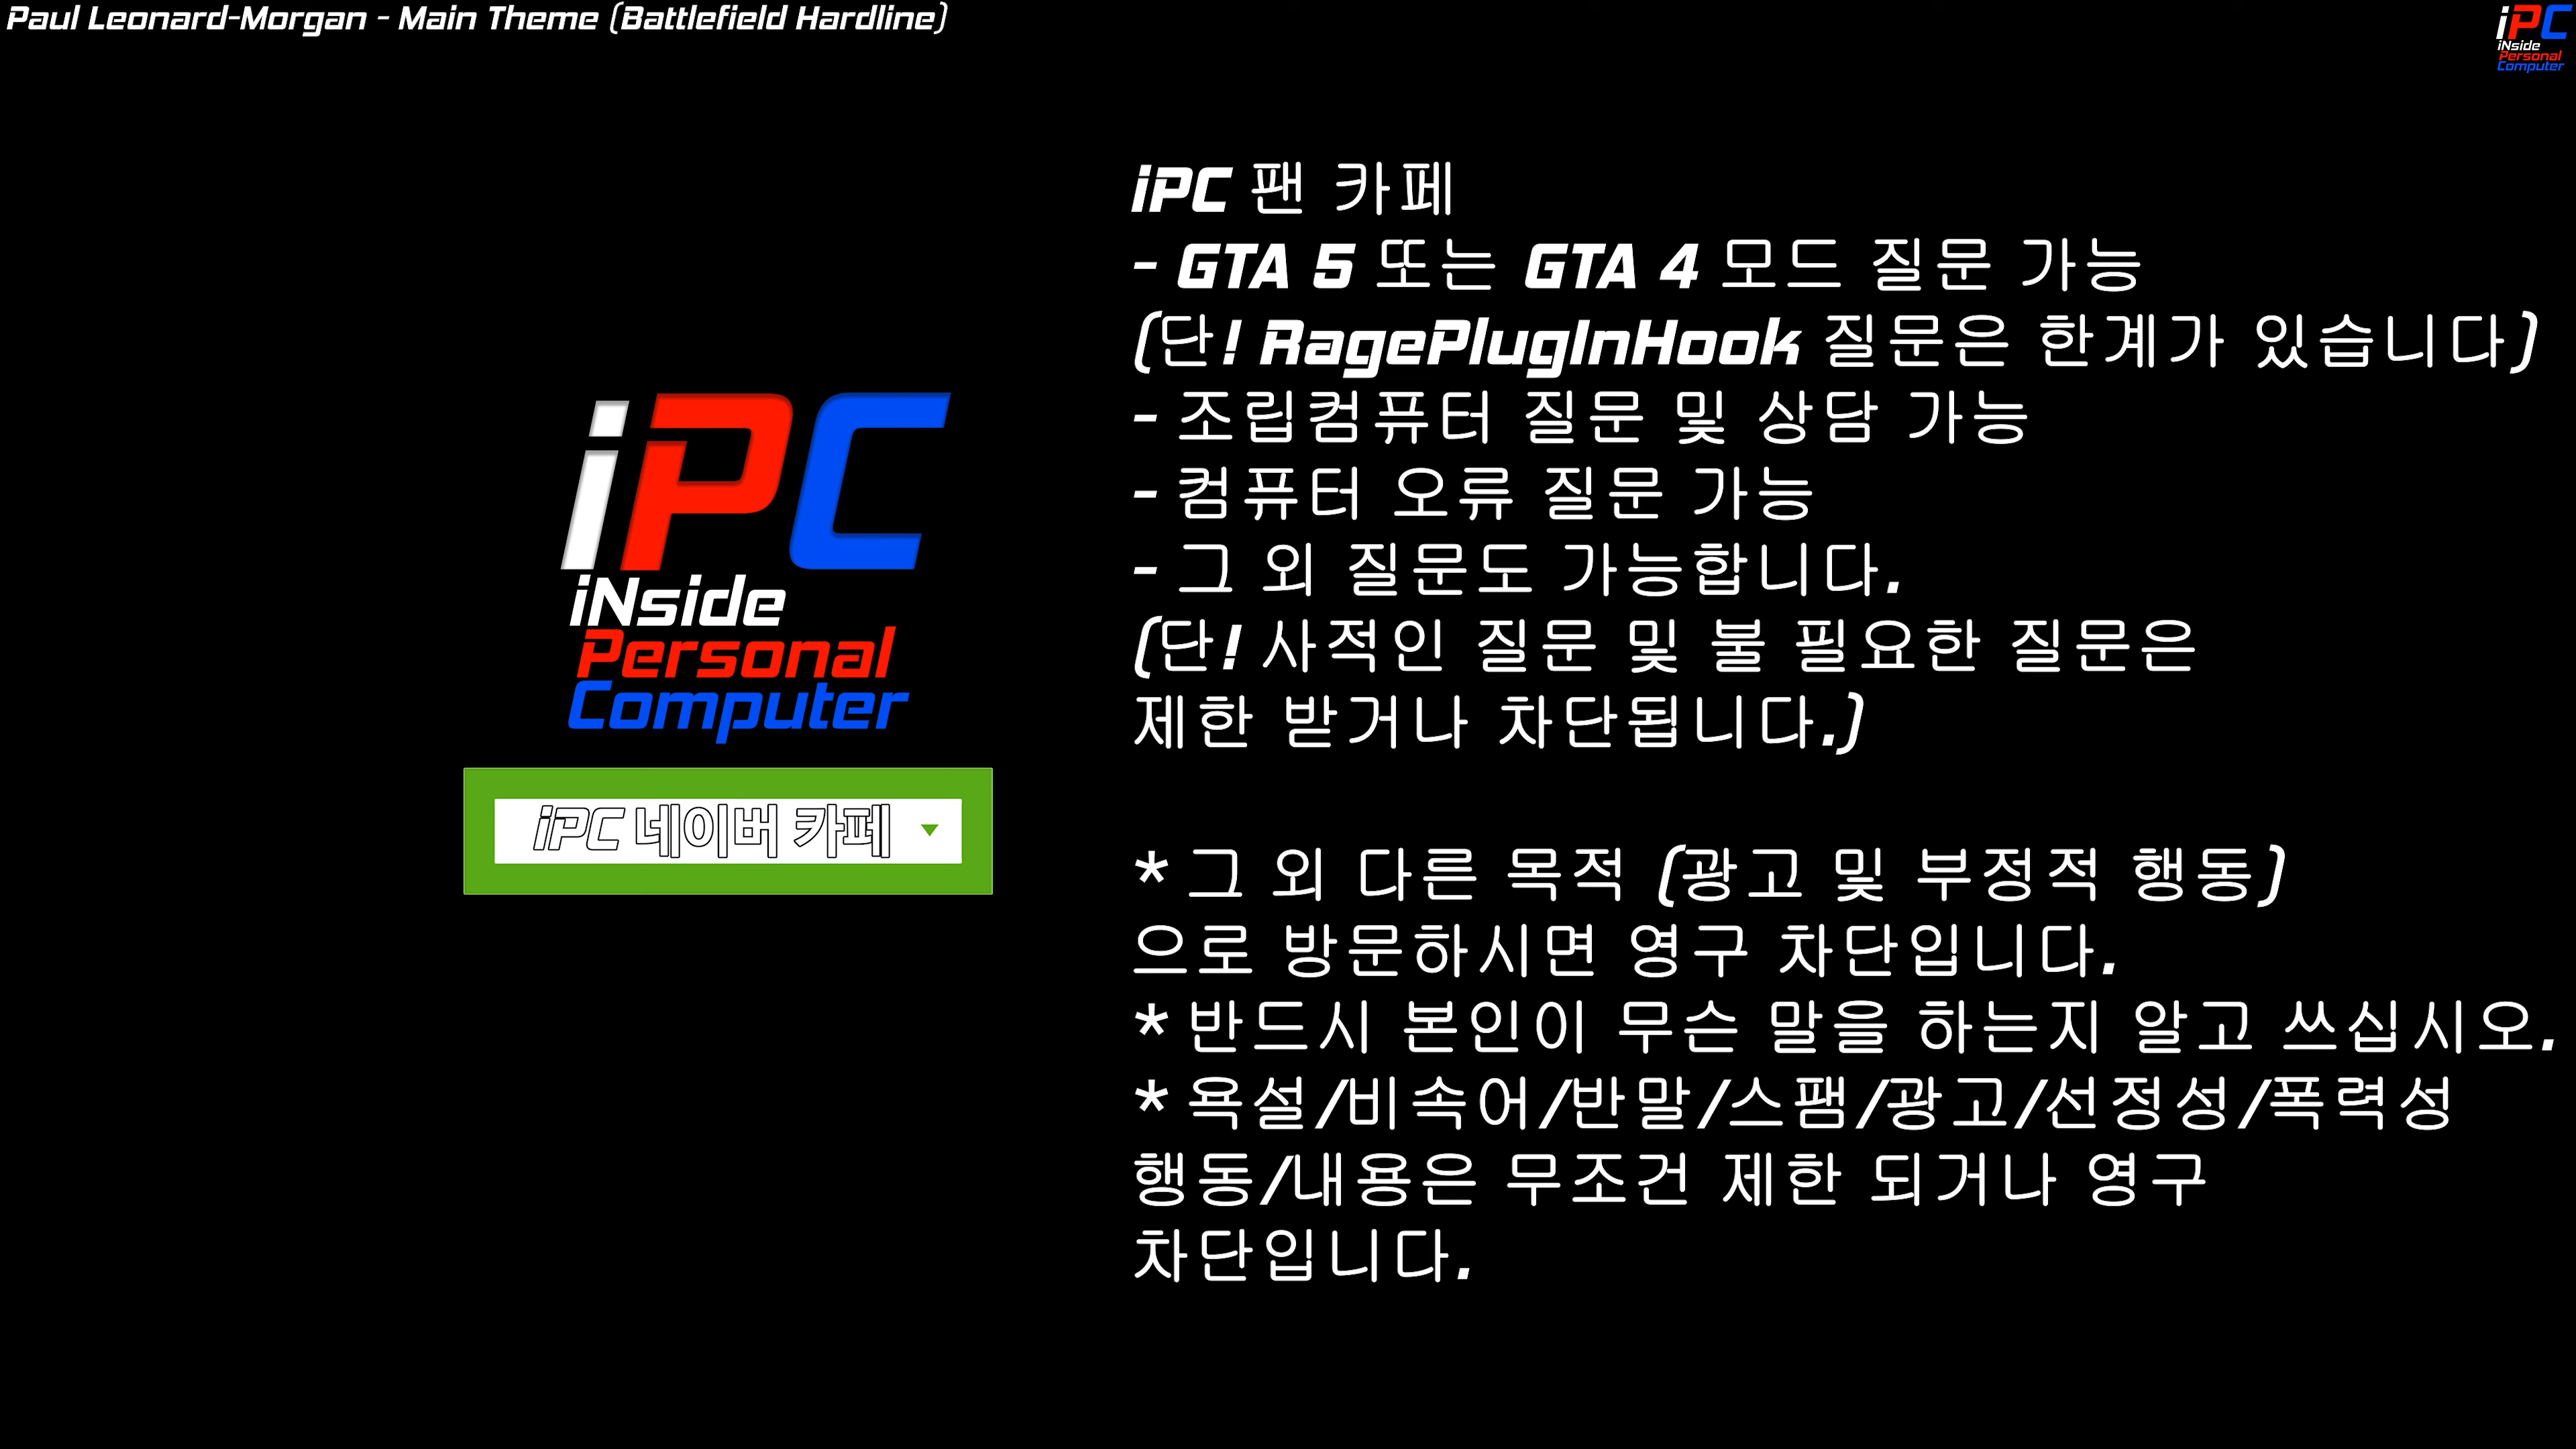 Paul Leonard-Morgan - Main Theme (Battlefield Hardline)
iPC
iNside
Personal
Computer
iPC
iNside
Personal
Computer
iPC 네이버 카페
iPC 팬 카페
- GTA 5 또는 GTA 4 모드 질문 가능
(단! RagePlugInHook 질문은 한계가 있습니다)
- 조립컴퓨터 질문 및 상담 가능
- 컴퓨터 오류 질문 가능
- 그 외 질문도 가능합니다.
(단! 사적인 질문 및 불 필요한 질문은
제한 받거나 차단됩니다.)
* 그 외 다른 목적 (광고 및 부정적 행동)
으로 방문하시면 영구 차단입니다.
* 반드시 본인이 무슨 말을 하는지 알고 쓰십시오.
* 욕설/비속어/반말/스팸/광고/선정성/폭력성
행동/내용은 무조건 제한 되거나 영구
차단입니다.